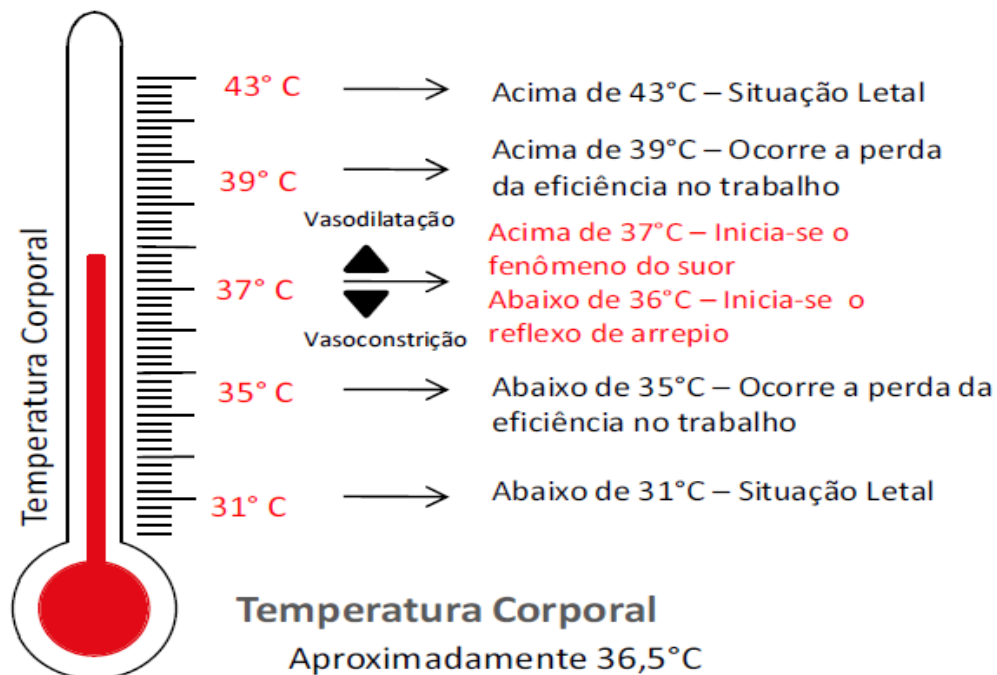 Temperatura Corporal
43° C
Acima de 43°C – Situação Letal
39° C
Acima de 39°C – Ocorre a perda
da eficiência no trabalho
Vasodilatação
37° C
Acima de 37°C – Inicia-se o
fenômeno do suor
Abaixo de 36°C – Inicia-se o
reflexo de arrepio
Vasoconstrição
35° C
Abaixo de 35°C – Ocorre a perda da
eficiência no trabalho
31° C
Abaixo de 31°C – Situação Letal
Temperatura Corporal
Aproximadamente 36,5°C